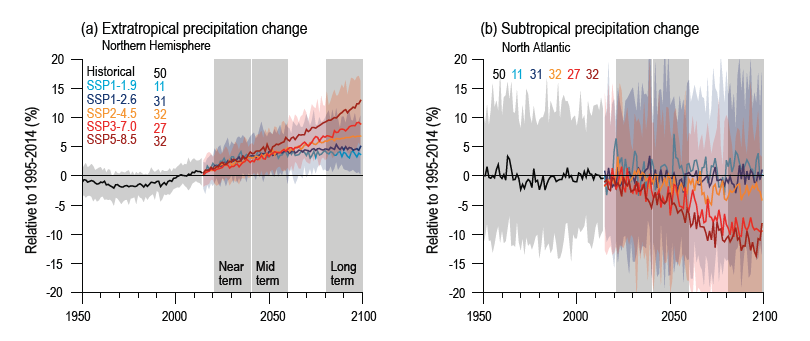 (a) Extratropical precipitation change
Northern Hemisphere
Relative to 1995-2014 (%)
20
15
10
5
0
-5
-10
-15
-20
Historical 50
SSP1-1.9 11
SSP1-2.6 31
SSP2-4.5 32
SSP3-7.0 27
SSP5-8.5 32
Near term
Mid term
Long term
1950 2000 2050 2100
(b) Subtropical precipitation change
North Atlantic
Relative to 1995-2014 (%)
20
15
10
5
0
-5
-10
-15
-20
50 11 31 32 27 32
1950 2000 2050 2100